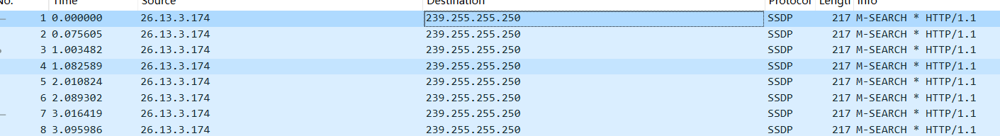 No. Time Source Destination Protocol Length Info
1 0.000000 26.13.3.174 239.255.255.250 SSDP 217 M-SEARCH * HTTP/1.1
2 0.075605 26.13.3.174 239.255.255.250 SSDP 217 M-SEARCH * HTTP/1.1
3 1.003482 26.13.3.174 239.255.255.250 SSDP 217 M-SEARCH * HTTP/1.1
4 1.082589 26.13.3.174 239.255.255.250 SSDP 217 M-SEARCH * HTTP/1.1
5 2.010824 26.13.3.174 239.255.255.250 SSDP 217 M-SEARCH * HTTP/1.1
6 2.089302 26.13.3.174 239.255.255.250 SSDP 217 M-SEARCH * HTTP/1.1
7 3.016419 26.13.3.174 239.255.255.250 SSDP 217 M-SEARCH * HTTP/1.1
8 3.095986 26.13.3.174 239.255.255.250 SSDP 217 M-SEARCH * HTTP/1.1